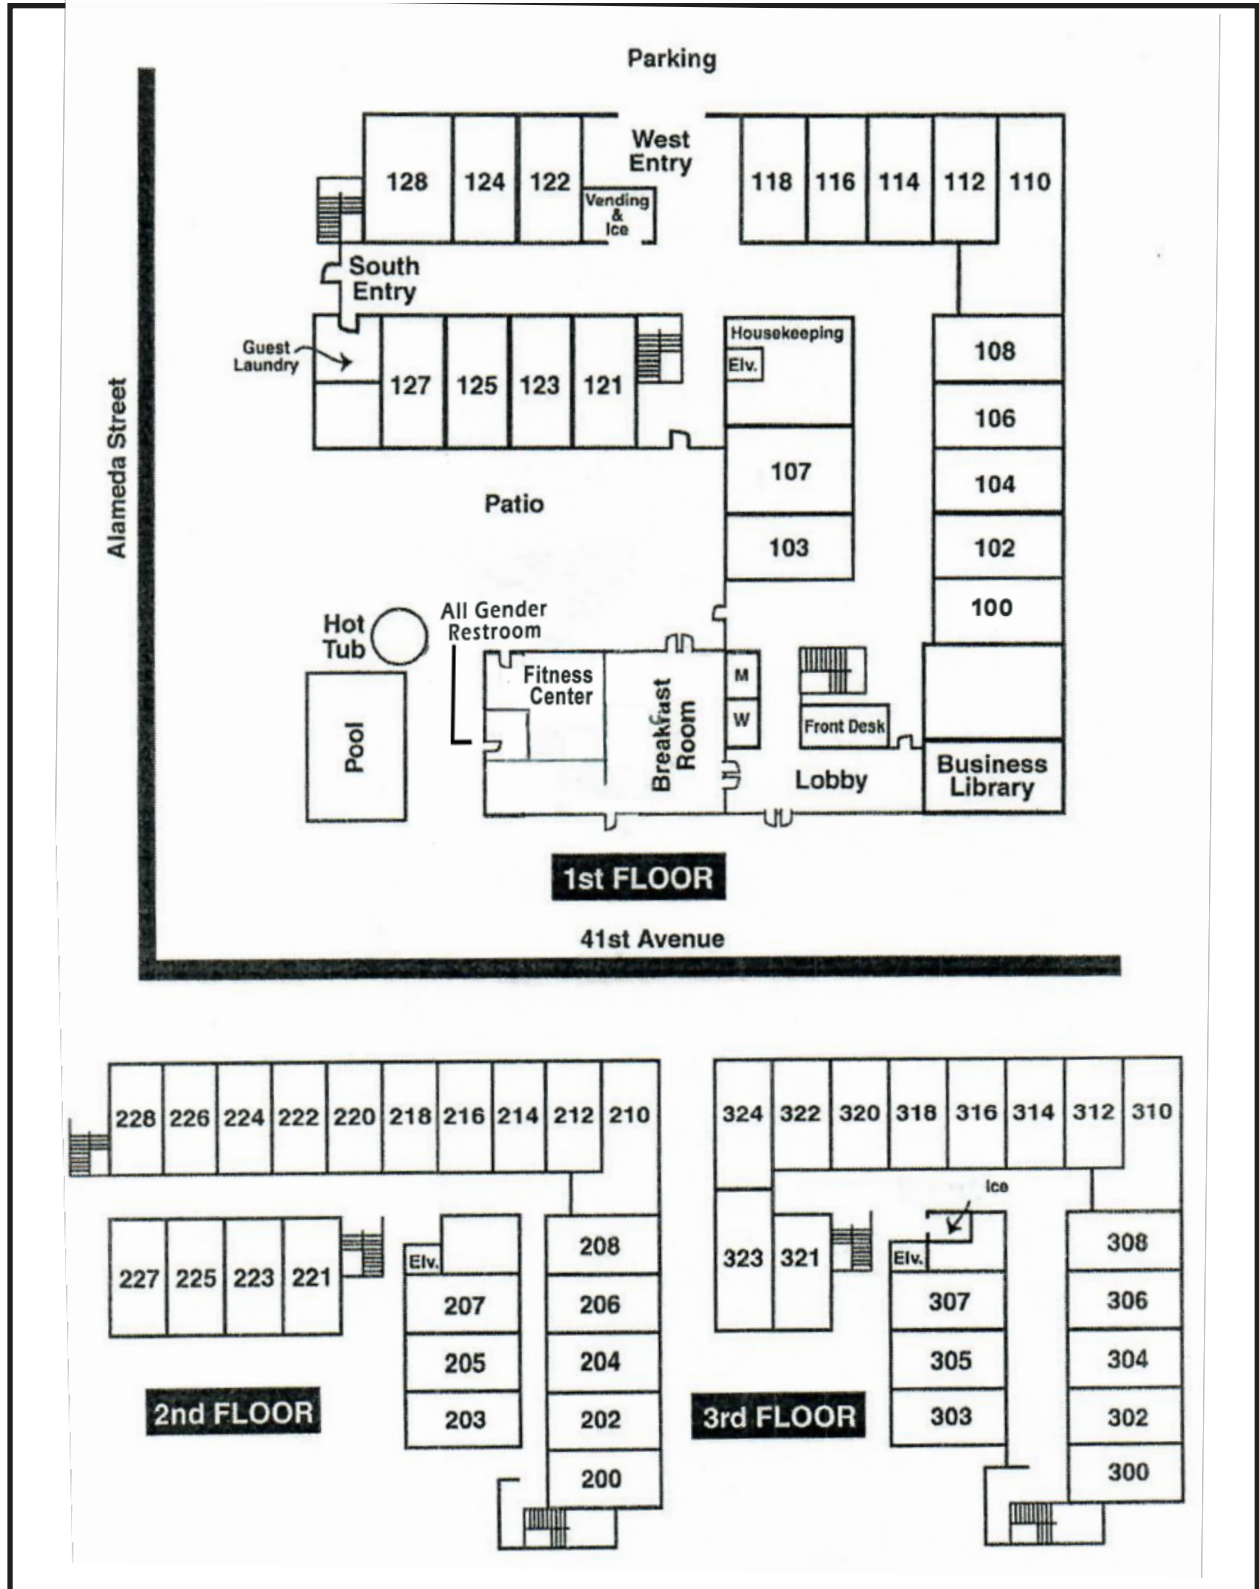 Parking
West
Entry
128
124
122
118
116
114
112
110
Vending
&
Ice
South
Entry
Guest
Laundry
127
125
123
121
Housekeeping
Elv.
108
106
104
102
100
107
103
Alameda Street
Patio
Hot
Tub
All Gender
Restroom
Fitness
Center
Pool
Breakfast
Room
M
W
Front Desk
Lobby
Business
Library
1st FLOOR
41st Avenue
228
226
224
222
220
218
216
214
212
210
227
225
223
221
Elv.
207
205
203
208
206
204
202
200
2nd FLOOR
324
322
320
318
316
314
312
310
Ice
323
321
Elv.
307
305
303
308
306
304
302
300
3rd FLOOR